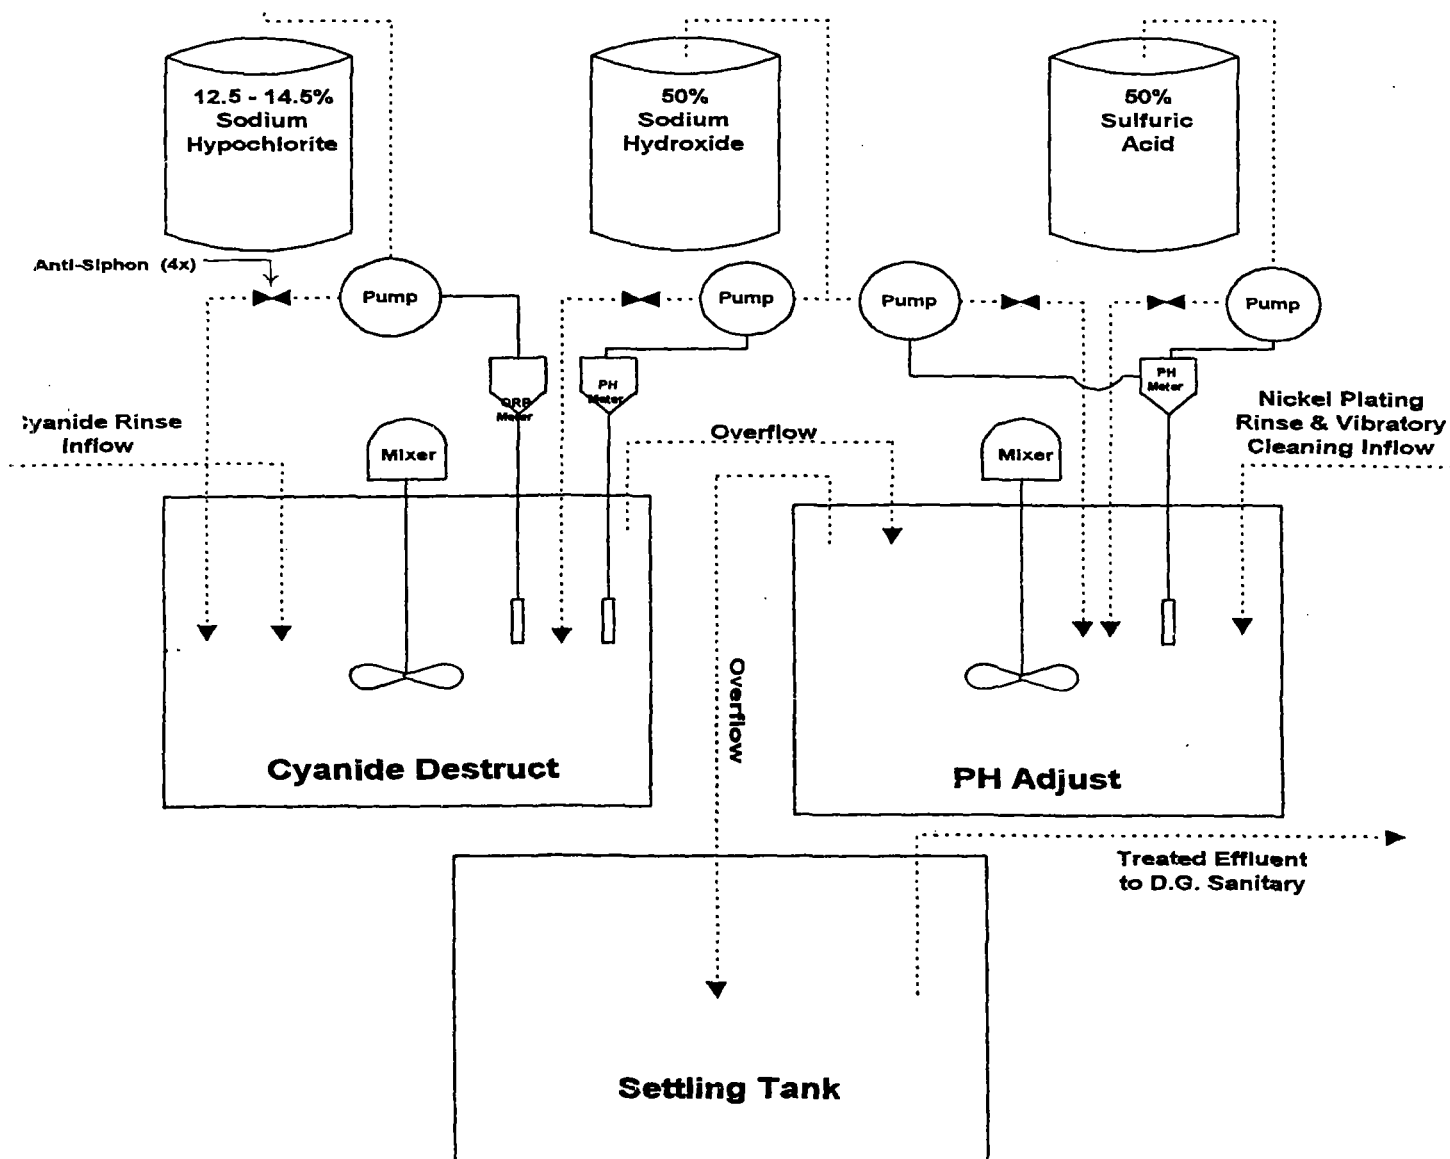 12.5 - 14.5%
Sodium
Hypochlorite
50%
Sodium
Hydroxide
50%
Sulfuric
Acid
Anti-Siphon (4x)
Pump
Pump
Pump
Pump
ORP
Meter
PH
Meter
PH
Meter
yanide Rinse
Inflow
Mixer
Overflow
Mixer
Nickel Plating
Rinse & Vibratory
Cleaning Inflow
Overflow
Cyanide Destruct
PH Adjust
Treated Effluent
to D.G. Sanitary
Settling Tank